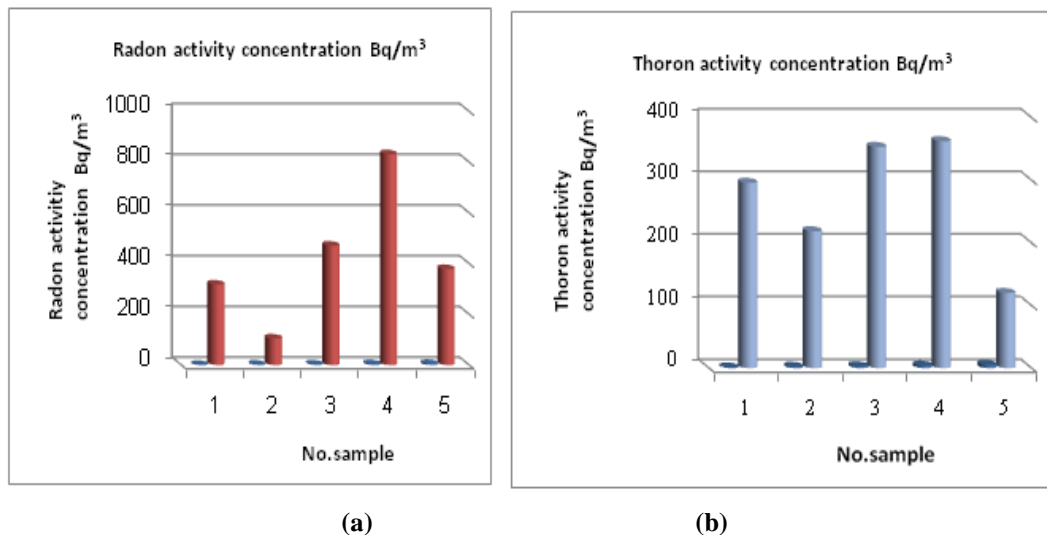 Radon activity concentration Bq/m³
Radon activity
concentration Bq/m³
1000
800
600
400
200
0
1 2 3 4 5
No.sample
(a)
Thoron activity concentration Bq/m³
Thoron activity
concentration Bq/m³
400
300
200
100
0
1 2 3 4 5
No.sample
(b)